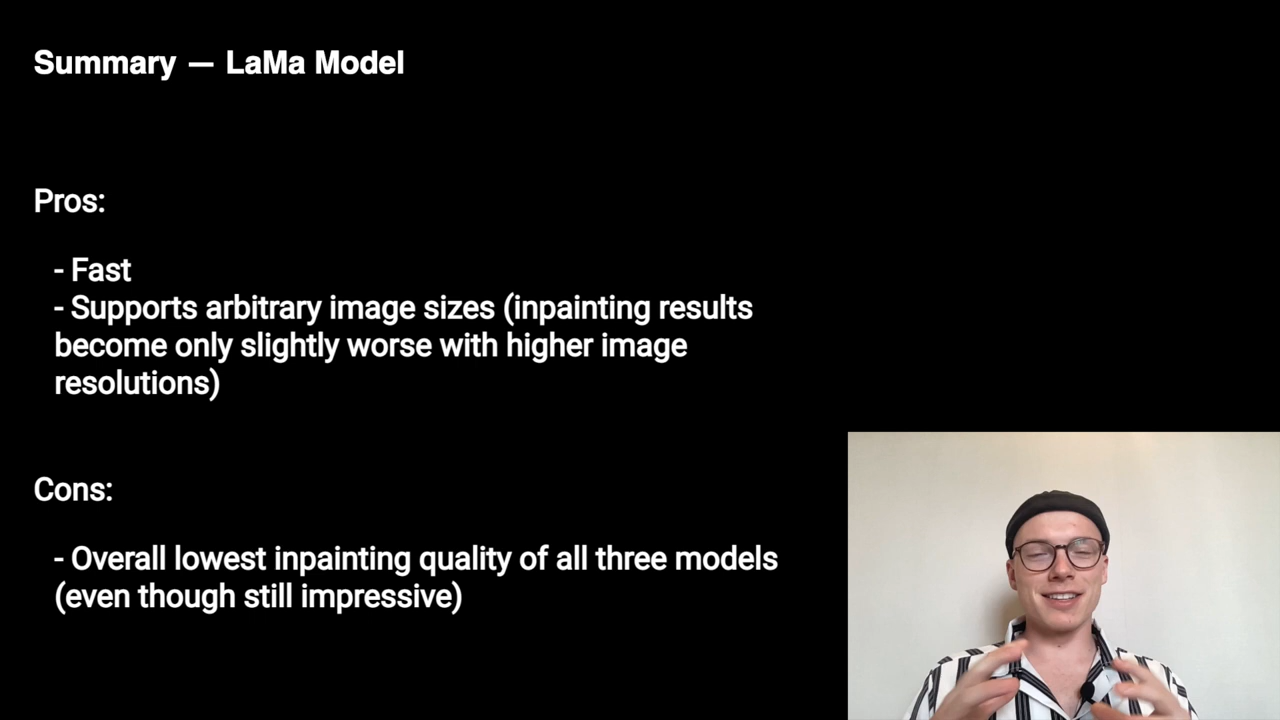 Summary — LaMa Model
Pros:
- Fast
- Supports arbitrary image sizes (inpainting results
become only slightly worse with higher image
resolutions)
Cons:
- Overall lowest inpainting quality of all three models
(even though still impressive)